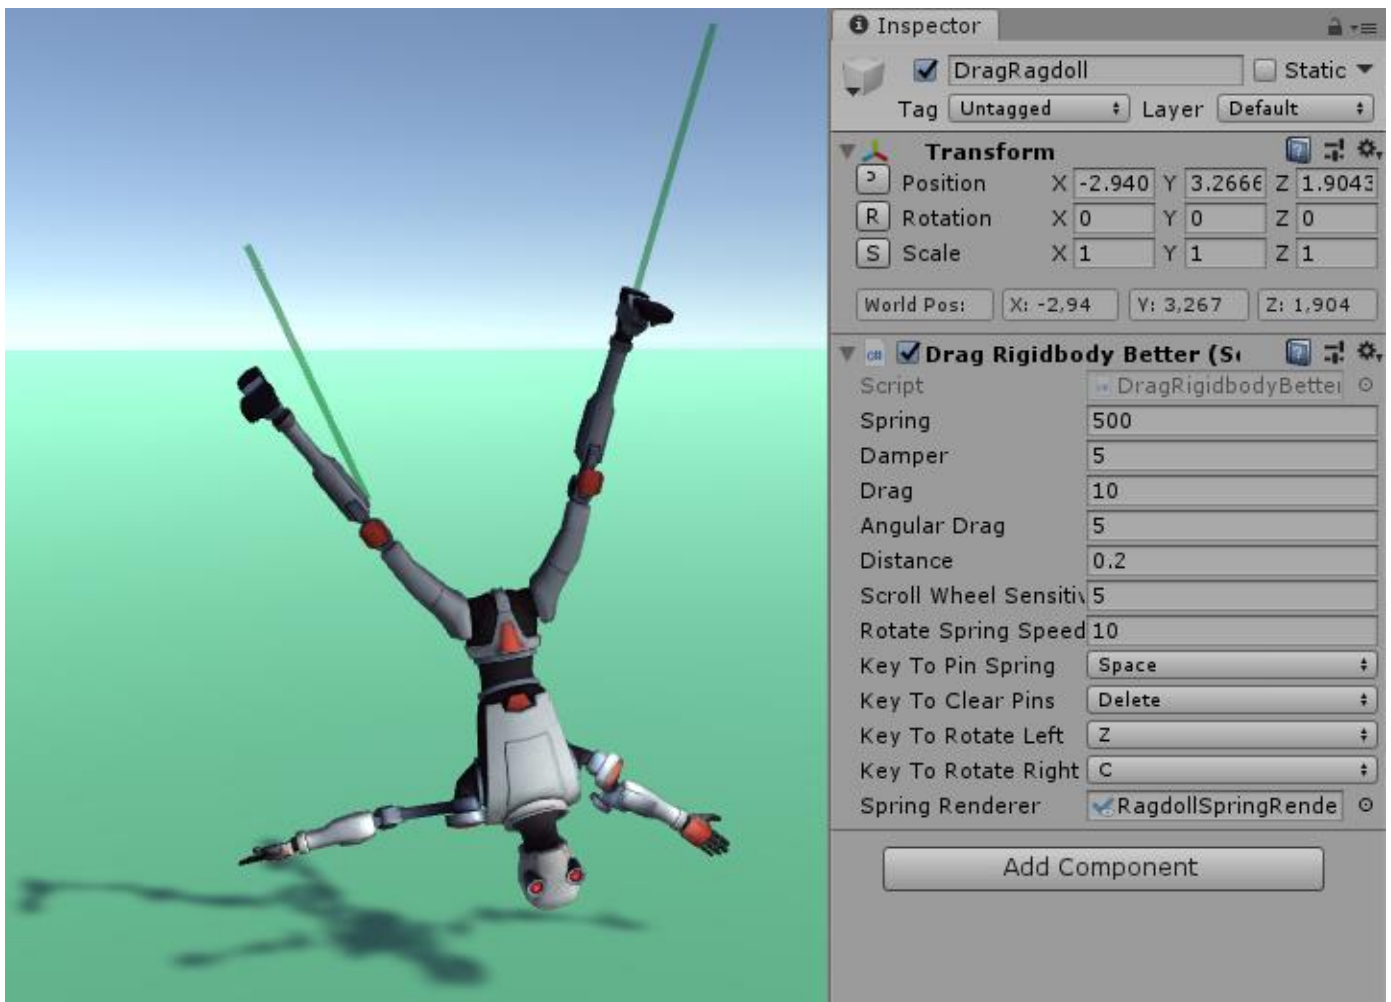 Inspector
DragRagdoll Static
Tag Untagged Layer Default
Transform
Position X -2.940 Y 3.2666 Z 1.9043
R Rotation X 0 Y 0 Z 0
S Scale X 1 Y 1 Z 1
World Pos: X: -2,94 Y: 3,267 Z: 1,904
Drag Rigidbody Better (S
Script DragRigidbodyBetter
Spring 500
Damper 5
Drag 10
Angular Drag 5
Distance 0.2
Scroll Wheel Sensitiv 5
Rotate Spring Speed 10
Key To Pin Spring Space
Key To Clear Pins Delete
Key To Rotate Left Z
Key To Rotate Right C
Spring Renderer RagdollSpringRende
Add Component